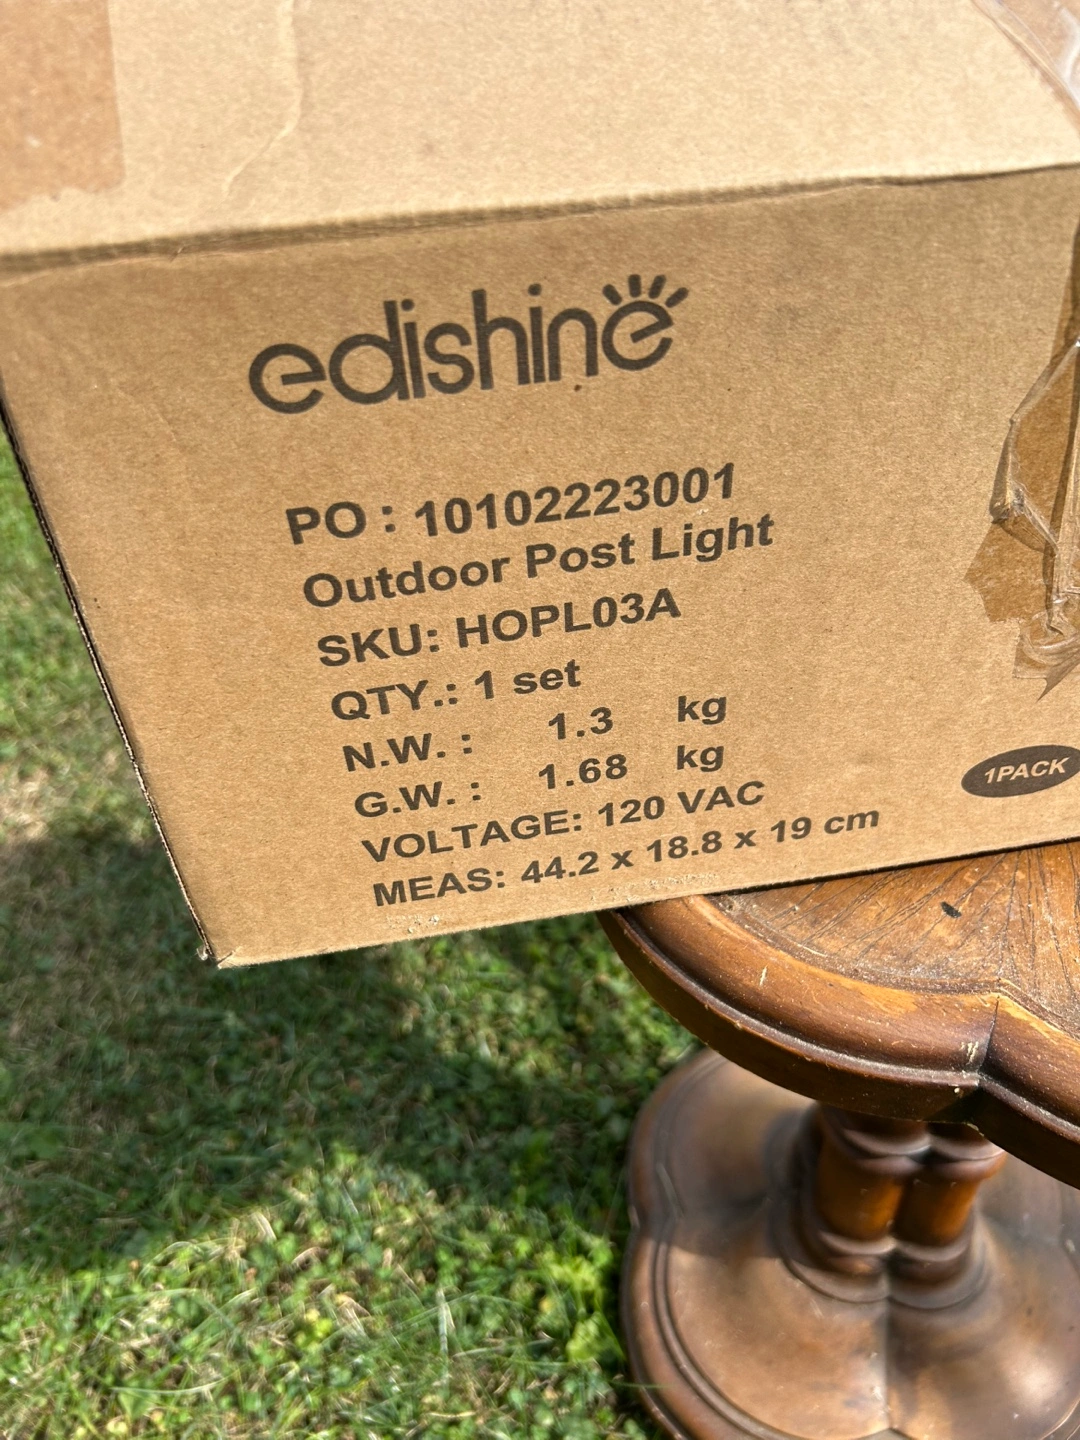 edishine
PO : 10102223001
Outdoor Post Light
SKU: HOPL03A
QTY.: 1 set
N.W. : 1.3 kg
G.W. : 1.68 kg
VOLTAGE: 120 VAC
MEAS: 44.2 x 18.8 x 19 cm
1PACK